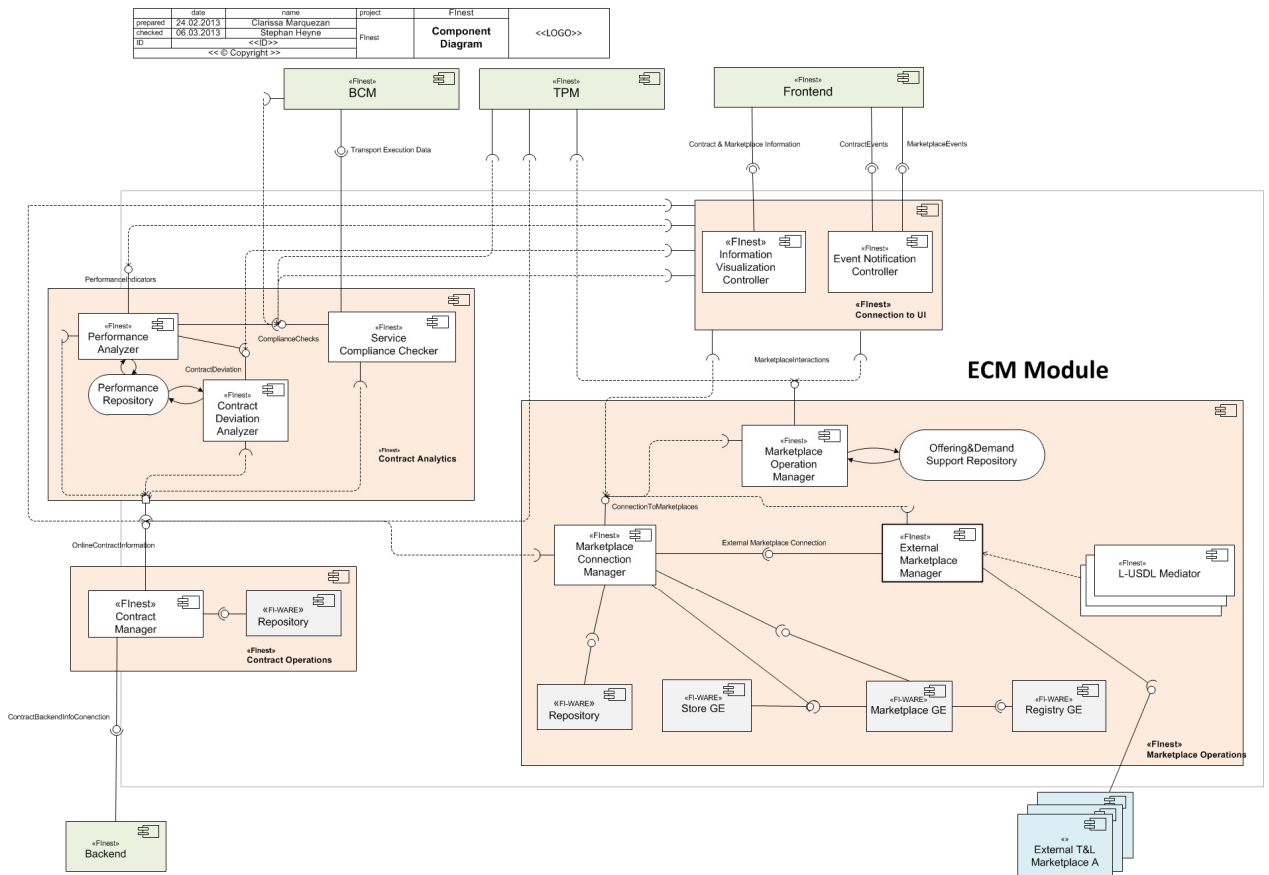 date name project FInest
prepared 24.02.2013 Clarissa Marquezan
checked 06.03.2013 Stephan Heyne
FInest
Component
Diagram
<<LOGO>>
ID <<ID>>
<< © Copyright >>
«FInest»
BCM
«FInest»
TPM
«FInest»
Frontend
Transport Execution Data
Contract & Marketplace Information
ContractEvents
MarketplaceEvents
«FInest»
Information
Visualization
Controller
«FInest»
Event Notification
Controller
«FInest»
Connection to UI
PerformanceIndicators
«FInest»
Performance
Analyzer
ComplianceChecks
«FInest»
Service
Compliance Checker
ContractDeviation
Performance
Repository
«FInest»
Contract
Deviation
Analyzer
«FInest»
Contract Analytics
MarketplaceInteractions
ECM Module
«FInest»
Marketplace
Operation
Manager
Offering&Demand
Support Repository
ConnectionToMarketplaces
OnlineContractInformation
«FInest»
Marketplace
Connection
Manager
External Marketplace Connection
«FInest»
External
Marketplace
Manager
«FInest»
L-USDL Mediator
«FInest»
Contract
Manager
«FI-WARE»
Repository
«FInest»
Contract Operations
«FI-WARE»
Repository
«FI-WARE»
Store GE
«FI-WARE»
Marketplace GE
«FI-WARE»
Registry GE
«FInest»
Marketplace Operations
ContractBackendInfoConenction
«FInest»
Backend
«»
External T&L
Marketplace A